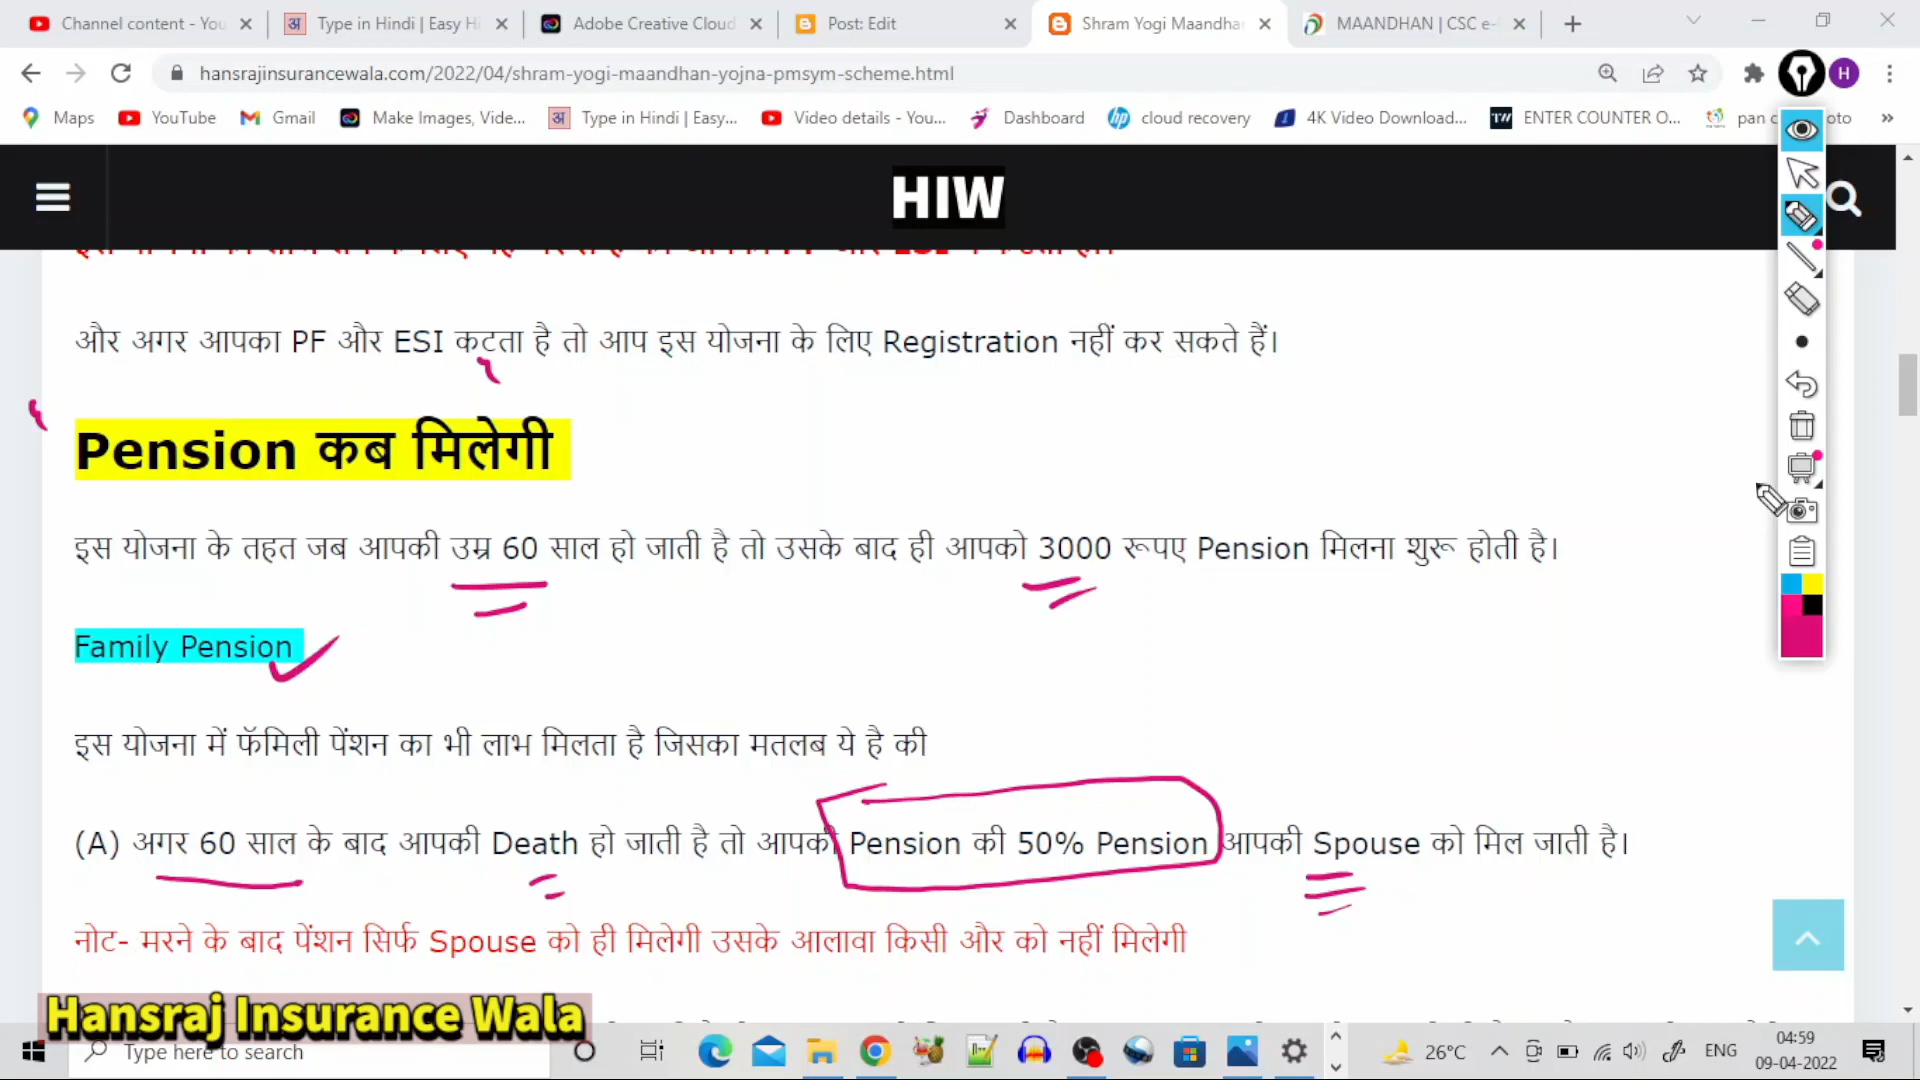 Channel content - You
Type in Hindi | Easy Hi
Adobe Creative Cloud
Post: Edit
Shram Yogi Maandhan
MAANDHAN | CSC e-
hansrajinsurancewala.com/2022/04/shram-yogi-maandhan-yojna-pmsym-scheme.html
H
Maps
YouTube
Gmail
Make Images, Vide...
Type in Hindi | Easy...
Video details - You...
Dashboard
cloud recovery
4K Video Download...
ENTER COUNTER O...
pan
oto
HIW
और अगर आपका PF और ESI कटता है तो आप इस योजना के लिए Registration नहीं कर सकते हैं।
Pension कब मिलेगी
इस योजना के तहत जब आपकी उम्र 60 साल हो जाती है तो उसके बाद ही आपको 3000 रूपए Pension मिलना शुरू होती है।
Family Pension
इस योजना में फॅमिली पेंशन का भी लाभ मिलता है जिसका मतलब ये है की
(A) अगर 60 साल के बाद आपकी Death हो जाती है तो आपकी Pension की 50% Pension आपकी Spouse को मिल जाती है।
नोट- मरने के बाद पेंशन सिर्फ Spouse को ही मिलेगी उसके आलावा किसी और को नहीं मिलेगी
Hansraj Insurance Wala
Type here to search
26°C
ENG
04:59
09-04-2022